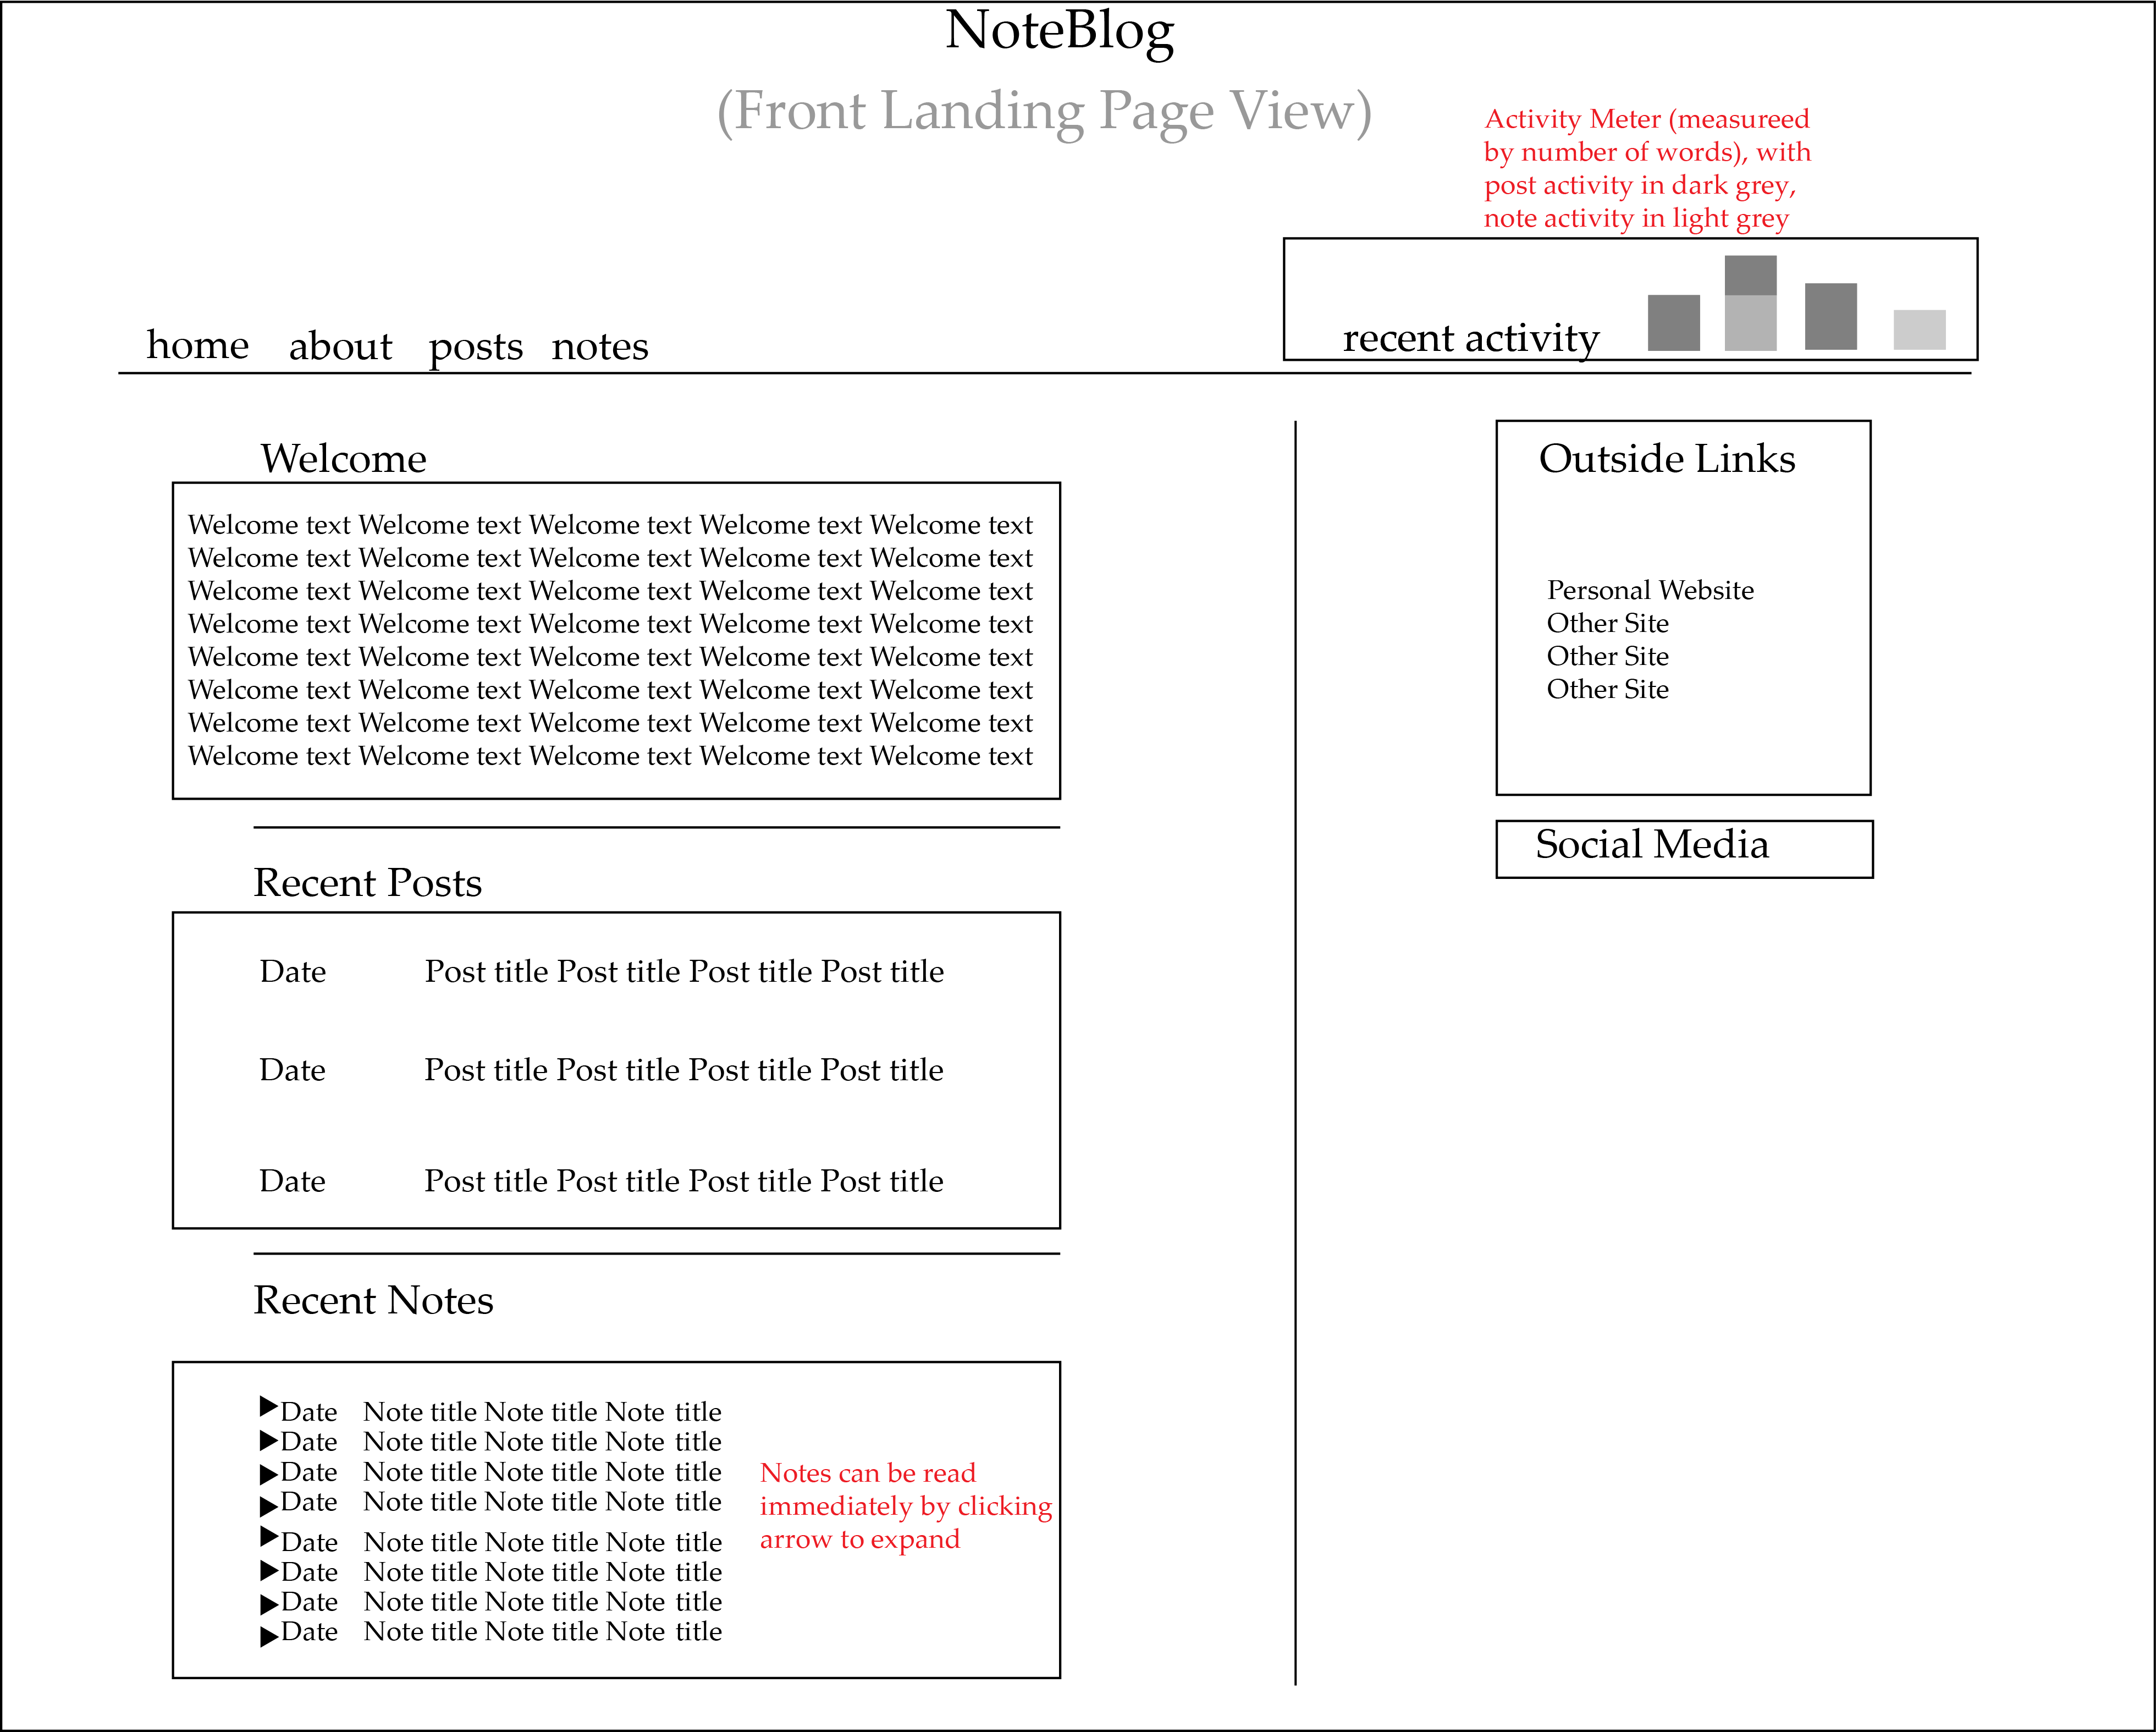 NoteBlog
(Front Landing Page View)
Activity Meter (measureed
by number of words), with
post activity in dark grey,
note activity in light grey
home about posts notes
recent activity
Welcome
Welcome text Welcome text Welcome text Welcome text Welcome text
Welcome text Welcome text Welcome text Welcome text Welcome text
Welcome text Welcome text Welcome text Welcome text Welcome text
Welcome text Welcome text Welcome text Welcome text Welcome text
Welcome text Welcome text Welcome text Welcome text Welcome text
Welcome text Welcome text Welcome text Welcome text Welcome text
Welcome text Welcome text Welcome text Welcome text Welcome text
Welcome text Welcome text Welcome text Welcome text Welcome text
Recent Posts
Date Post title Post title Post title Post title
Date Post title Post title Post title Post title
Date Post title Post title Post title Post title
Recent Notes
Date Note title Note title Note title
Date Note title Note title Note title
Date Note title Note title Note title
Date Note title Note title Note title
Date Note title Note title Note title
Date Note title Note title Note title
Date Note title Note title Note title
Date Note title Note title Note title
Notes can be read
immediately by clicking
arrow to expand
Outside Links
Personal Website
Other Site
Other Site
Other Site
Social Media